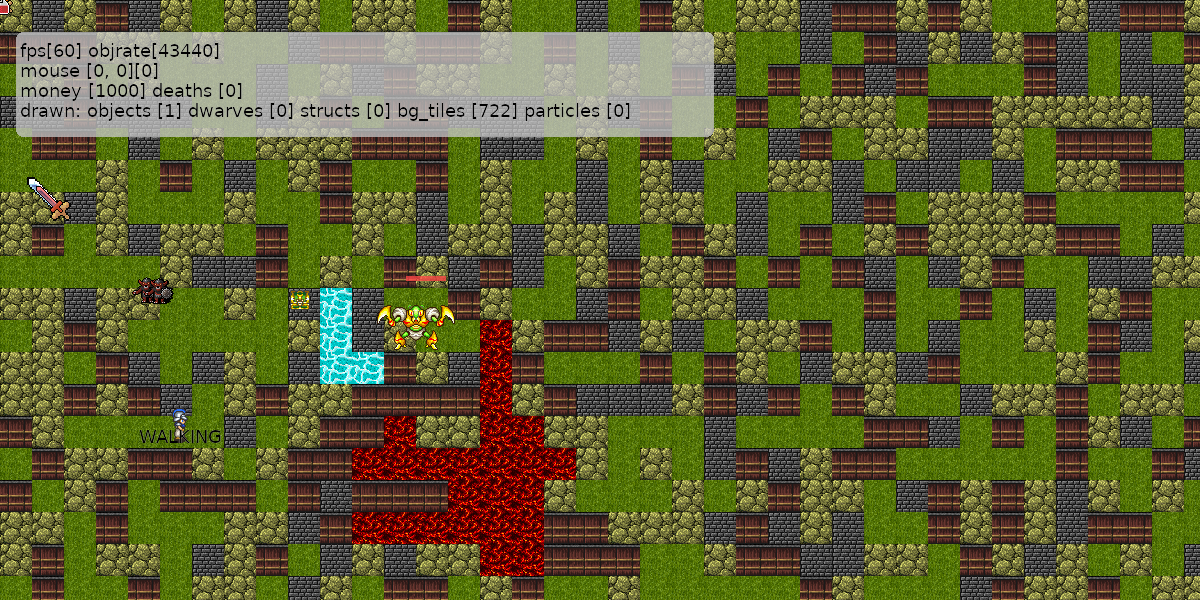 fps[60] objrate[43440]
mouse [0, 0][0]
money [1000] deaths [0]
drawn: objects [1] dwarves [0] structs [0] bg_tiles [722] particles [0]
WALKING